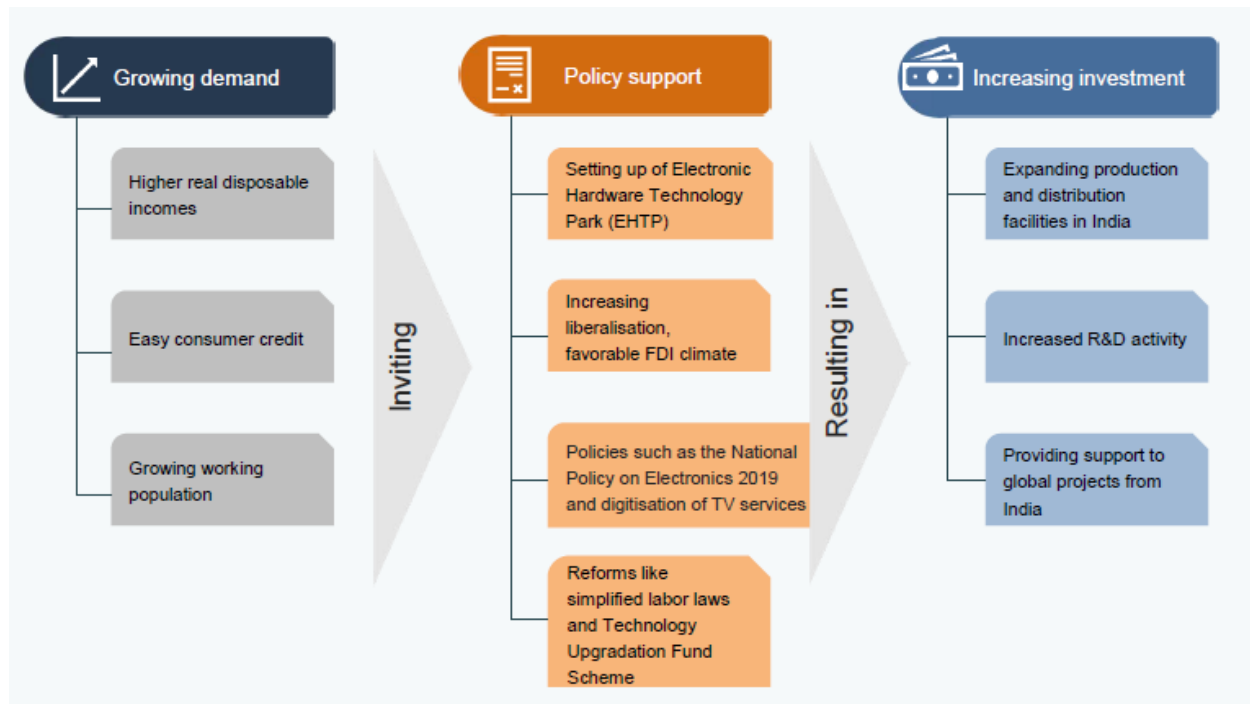 Growing demand
Higher real disposable
incomes
Easy consumer credit
Growing working
population
Inviting
Policy support
Setting up of Electronic
Hardware Technology
Park (EHTP)
Increasing
liberalisation,
favorable FDI climate
Policies such as the National
Policy on Electronics 2019
and digitisation of TV services
Reforms like
simplified labor laws
and Technology
Upgradation Fund
Scheme
Resulting in
Increasing investment
Expanding production
and distribution
facilities in India
Increased R&D activity
Providing support to
global projects from
India